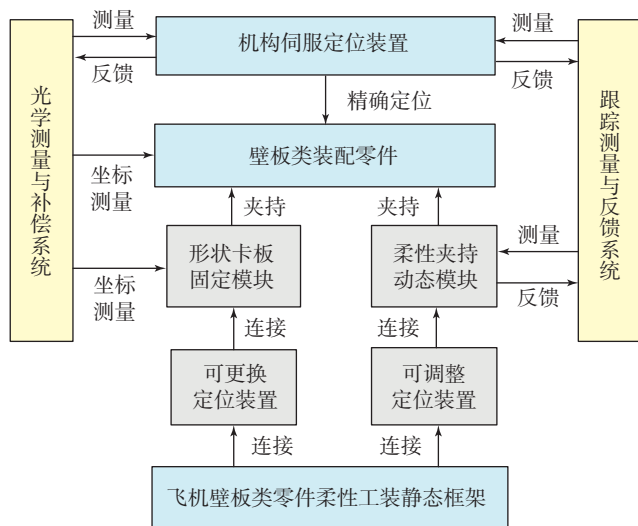 测量
机构伺服定位装置
测量
反馈
反馈
光学测量与补偿系统
精确定位
跟踪测量与反馈系统
壁板类装配零件
坐标
测量
夹持
夹持
形状卡板
固定模块
柔性夹持
动态模块
测量
坐标
测量
反馈
连接
连接
可更换
定位装置
可调整
定位装置
连接
连接
飞机壁板类零件柔性工装静态框架